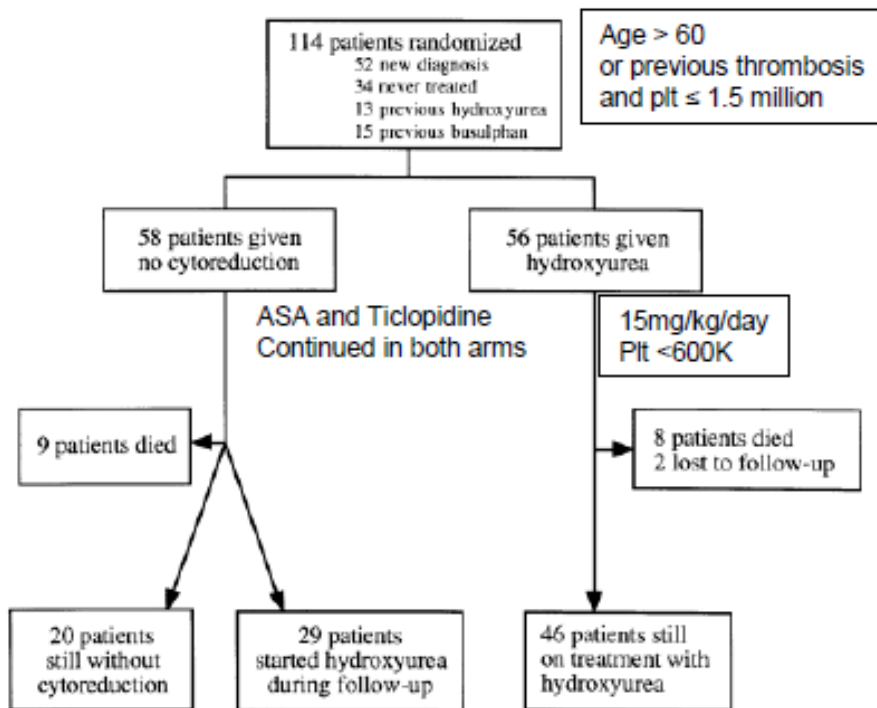 114 patients randomized
52 new diagnosis
34 never treated
13 previous hydroxyurea
15 previous busulphan
Age > 60
or previous thrombosis
and plt ≤ 1.5 million
58 patients given
no cytoreduction
56 patients given
hydroxyurea
ASA and Ticlopidine
Continued in both arms
15mg/kg/day
Plt <600K
9 patients died
8 patients died
2 lost to follow-up
20 patients
still without
cytoreduction
29 patients
started hydroxyurea
during follow-up
46 patients still
on treatment with
hydroxyurea